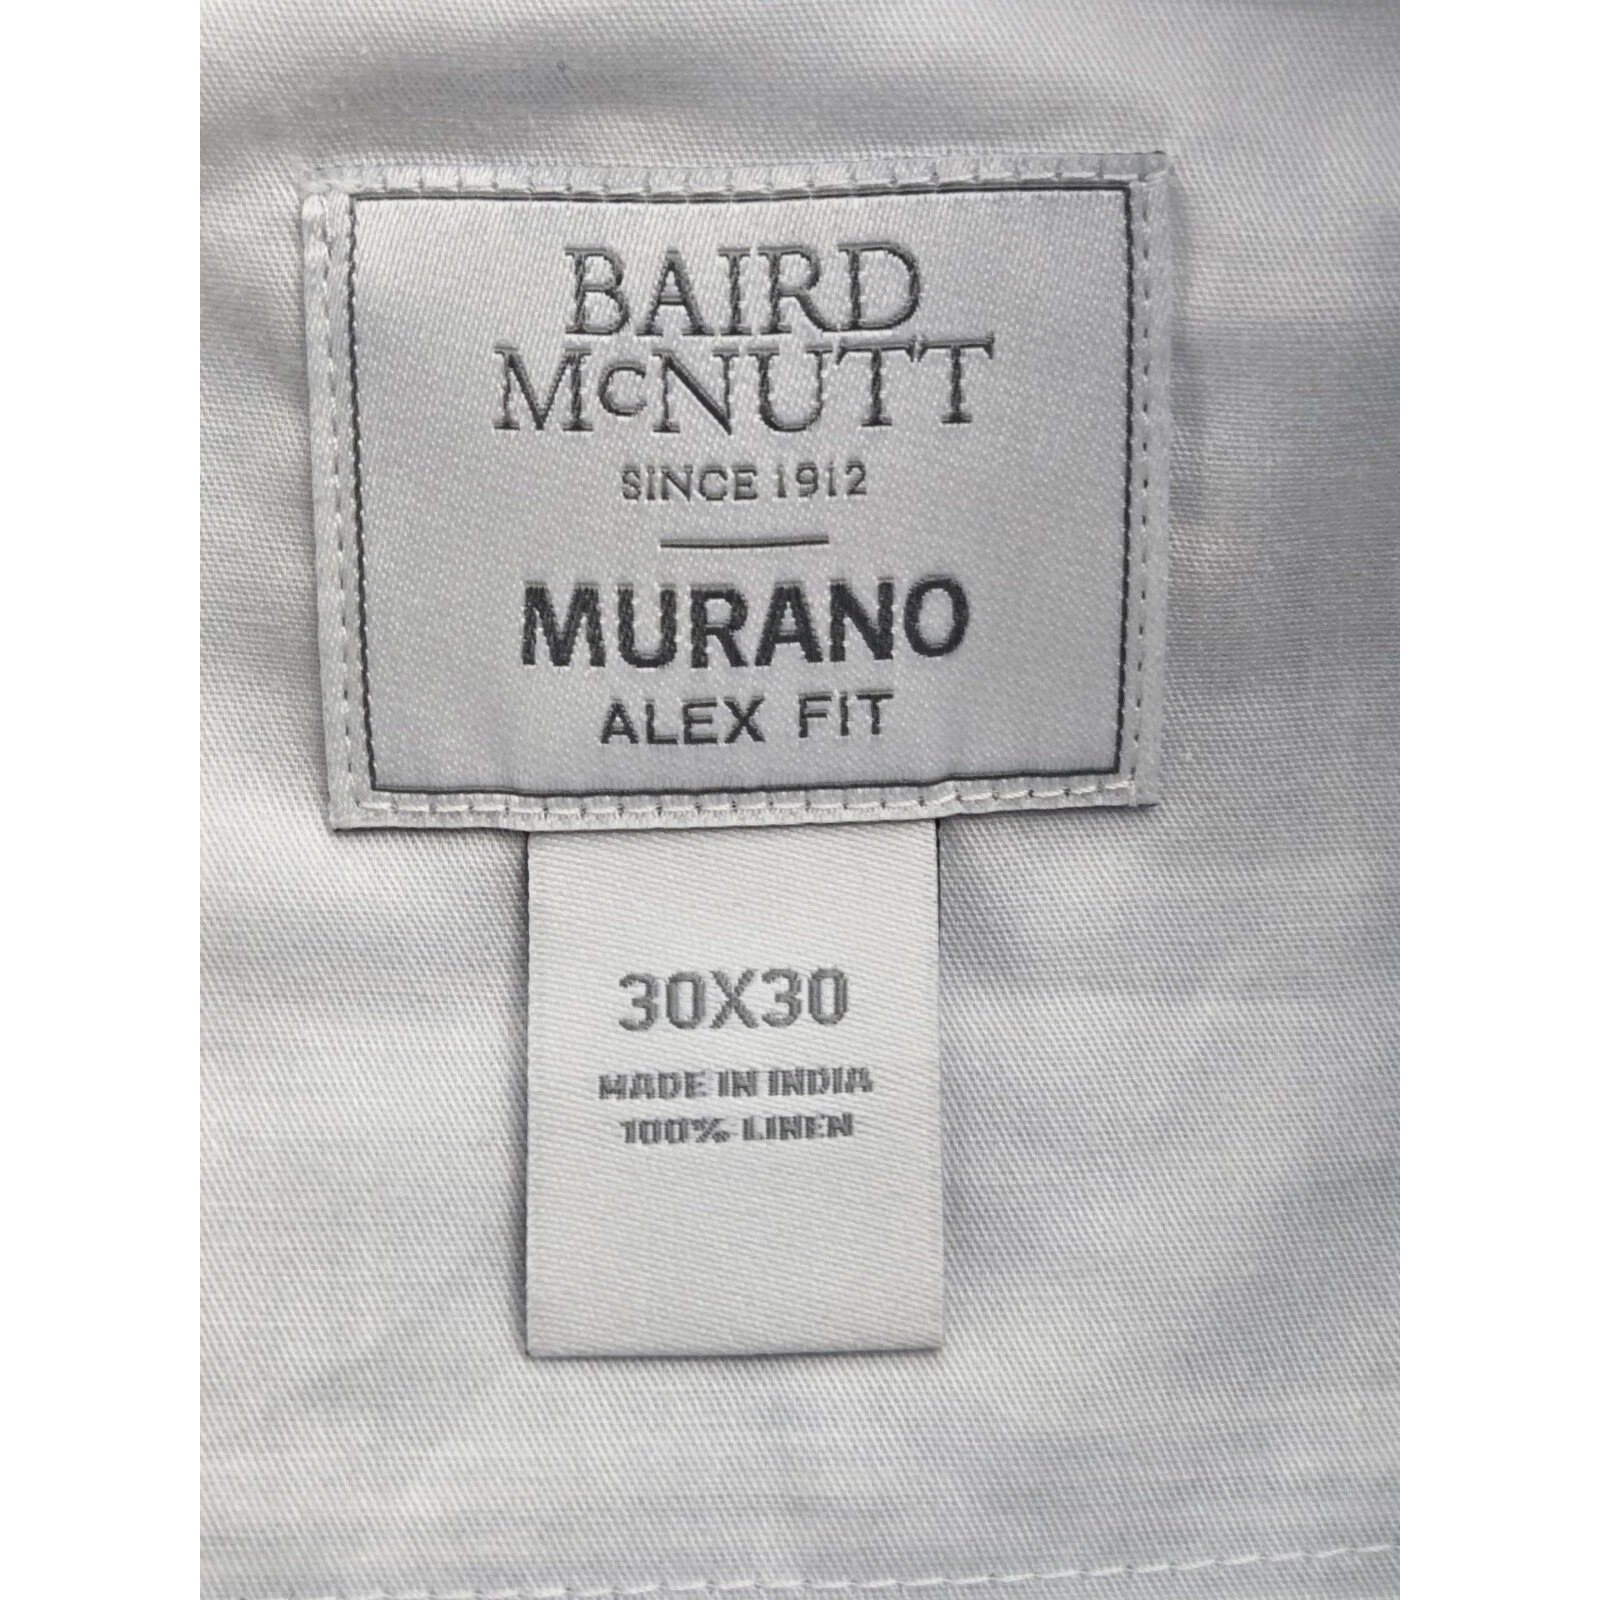 BAIRD
McNUTT
SINCE 1912
MURANO
ALEX FIT
30X30
MADE IN INDIA
100% LINEN